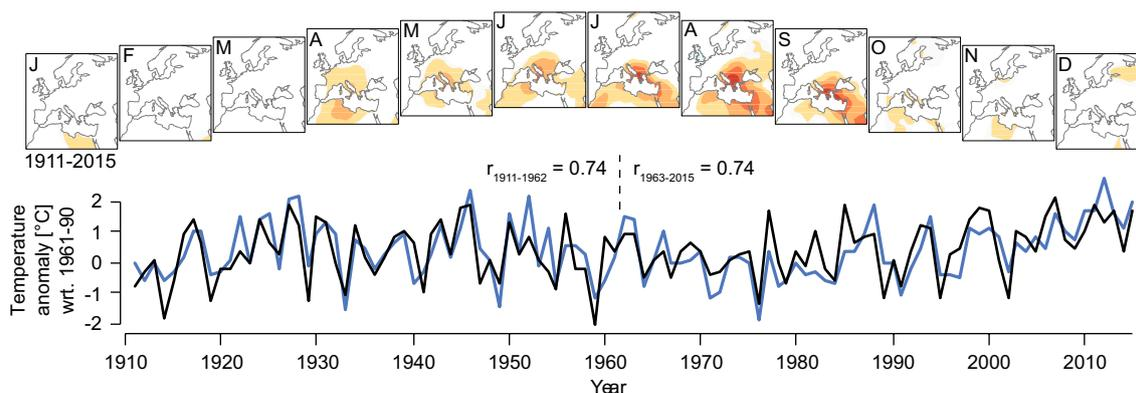 J F M A M J J A S O N D
1911-2015
r1911-1962 = 0.74 r1963-2015 = 0.74
Temperature
anomaly [°C]
wrt. 1961-90
2
1
0
-1
-2
1910 1920 1930 1940 1950 1960 1970 1980 1990 2000 2010
Year